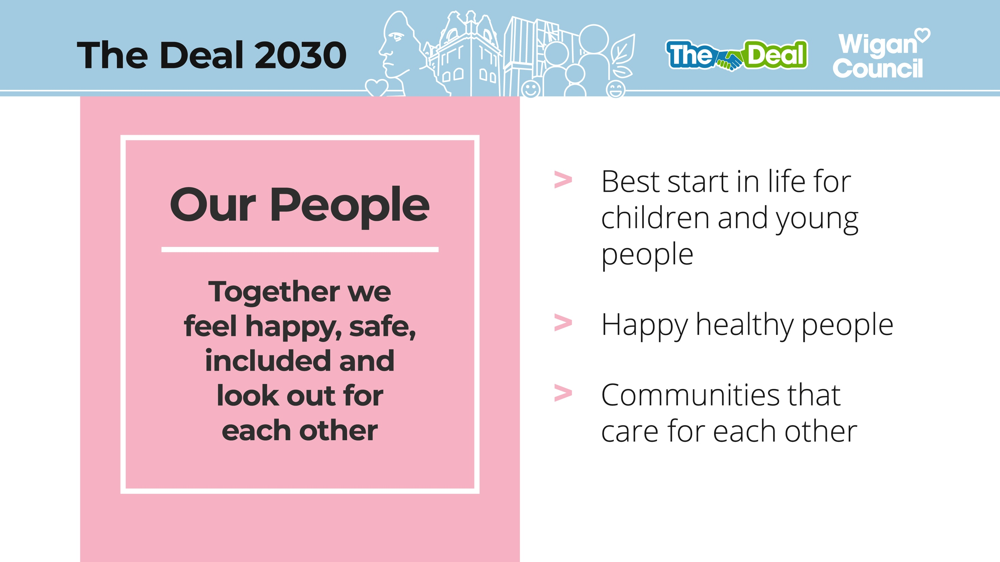 The Deal 2030
The Deal
Wigan
Council
Our People
Together we
feel happy, safe,
included and
look out for
each other
> Best start in life for
children and young
people
> Happy healthy people
> Communities that
care for each other